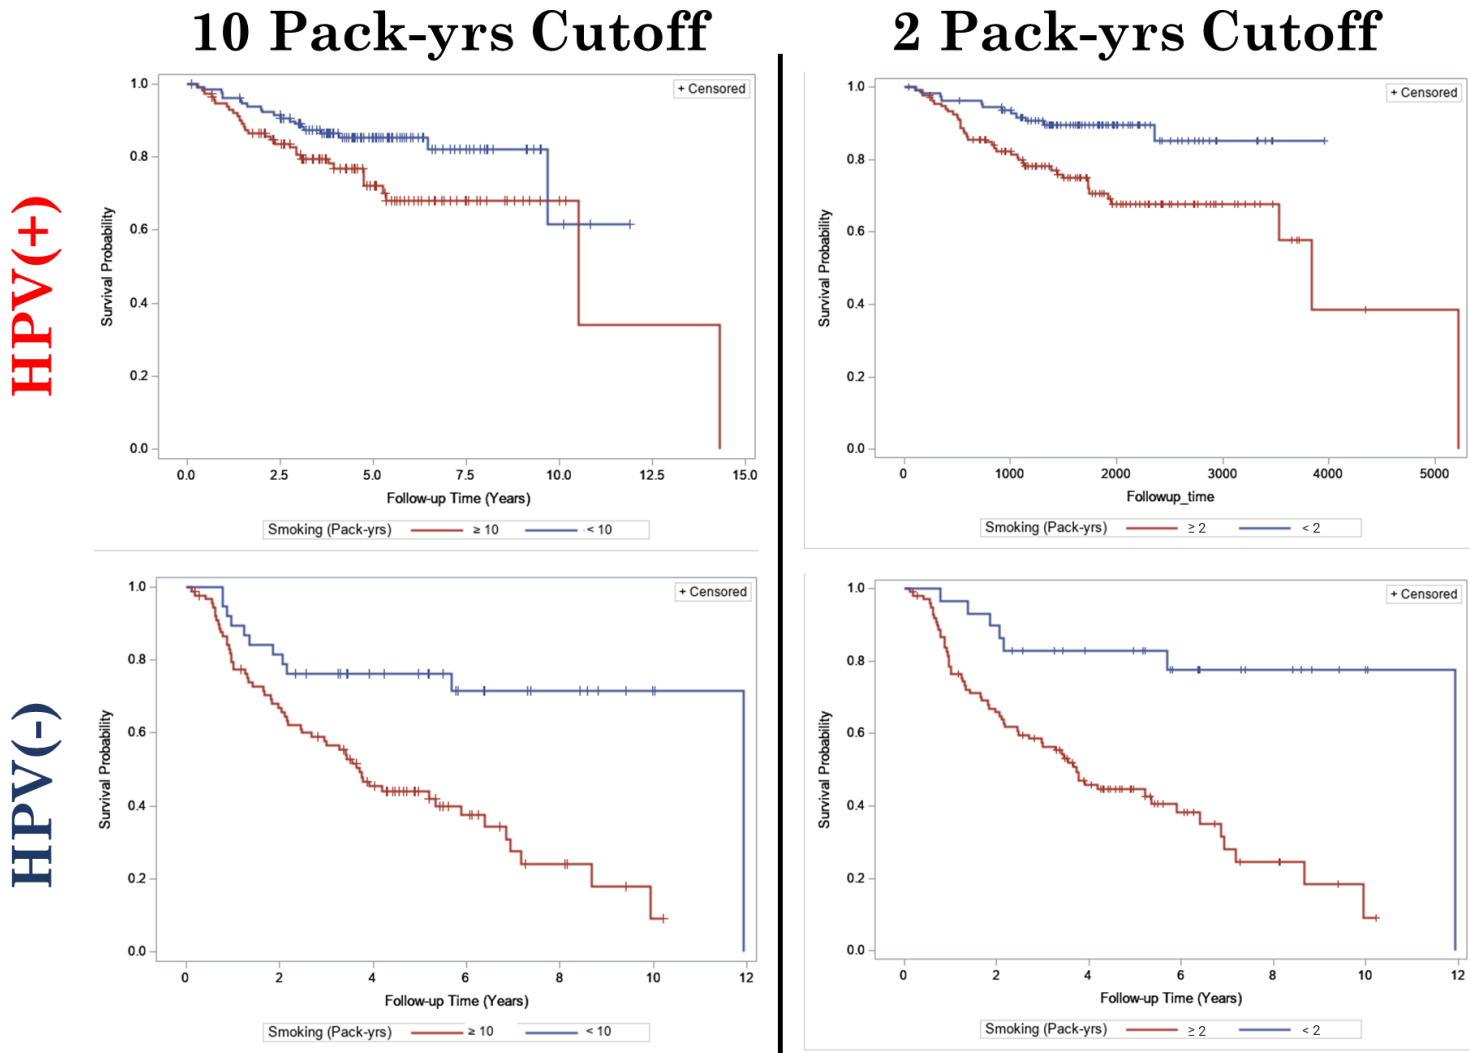 10 Pack-yrs Cutoff
2 Pack-yrs Cutoff
HPV(+)
1.0
0.8
0.6
0.4
0.2
0.0
Survival Probability
+ Censored
0.0 2.5 5.0 7.5 10.0 12.5 15.0
Follow-up Time (Years)
Smoking (Pack-yrs) ≥ 10 < 10
1.0
0.8
0.6
0.4
0.2
0.0
Survival Probability
+ Censored
0 1000 2000 3000 4000 5000
Followup_time
Smoking (Pack-yrs) ≥ 2 < 2
HPV(-)
1.0
0.8
0.6
0.4
0.2
0.0
Survival Probability
+ Censored
0 2 4 6 8 10 12
Follow-up Time (Years)
Smoking (Pack-yrs) ≥ 10 < 10
1.0
0.8
0.6
0.4
0.2
0.0
Survival Probability
+ Censored
0 2 4 6 8 10 12
Follow-up Time (Years)
Smoking (Pack-yrs) ≥ 2 < 2